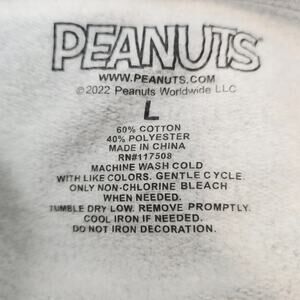 PEANUTS
WWW.PEANUTS.COM
©2022 Peanuts Worldwide LLC
L
60% COTTON
40% POLYESTER
MADE IN CHINA
RN#117508
MACHINE WASH COLD
WITH LIKE COLORS. GENTLE CYCLE.
ONLY NON-CHLORINE BLEACH
WHEN NEEDED.
TUMBLE DRY LOW. REMOVE PROMPTLY.
COOL IRON IF NEEDED.
DO NOT IRON DECORATION.